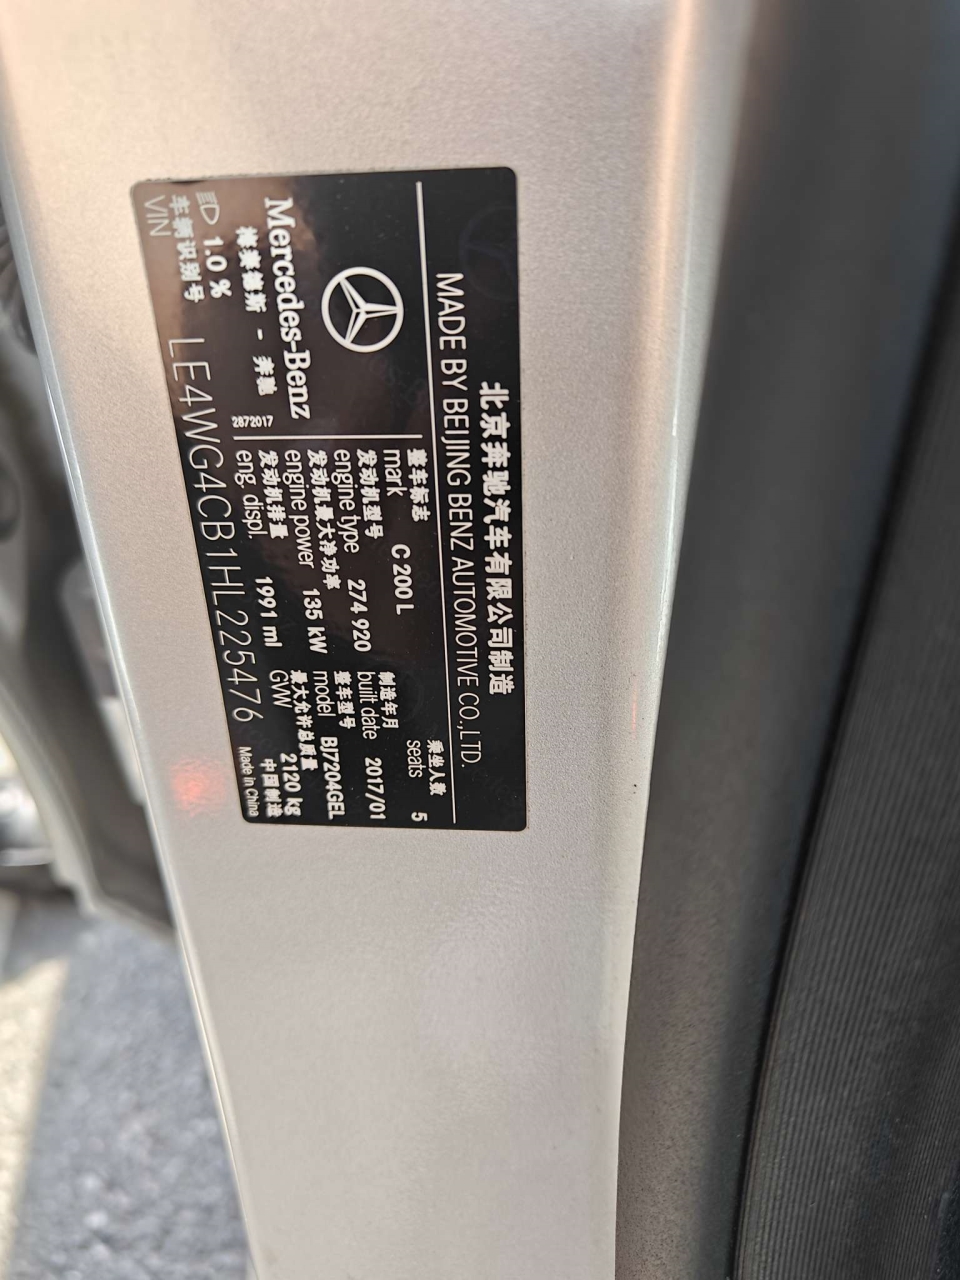 北京奔驰汽车有限公司制造
MADE BY BEIJING BENZ AUTOMOTIVE CO.,LTD.
Mercedes-Benz
梅赛德斯 - 奔驰
2872017
整车标志
mark C 200 L
乘坐人数
seats 5
发动机型号
engine type 274 920
制造年月
built date 2017/01
发动机最大净功率
engine power 135 kW
整车型号
model BJ7204GEL
发动机排量
eng. displ. 1991 ml
最大允许总质量
GVW 2120 kg
1.0 %
车辆识别号
VIN LE4WG4CB1HL225476
中国制造
Made in China